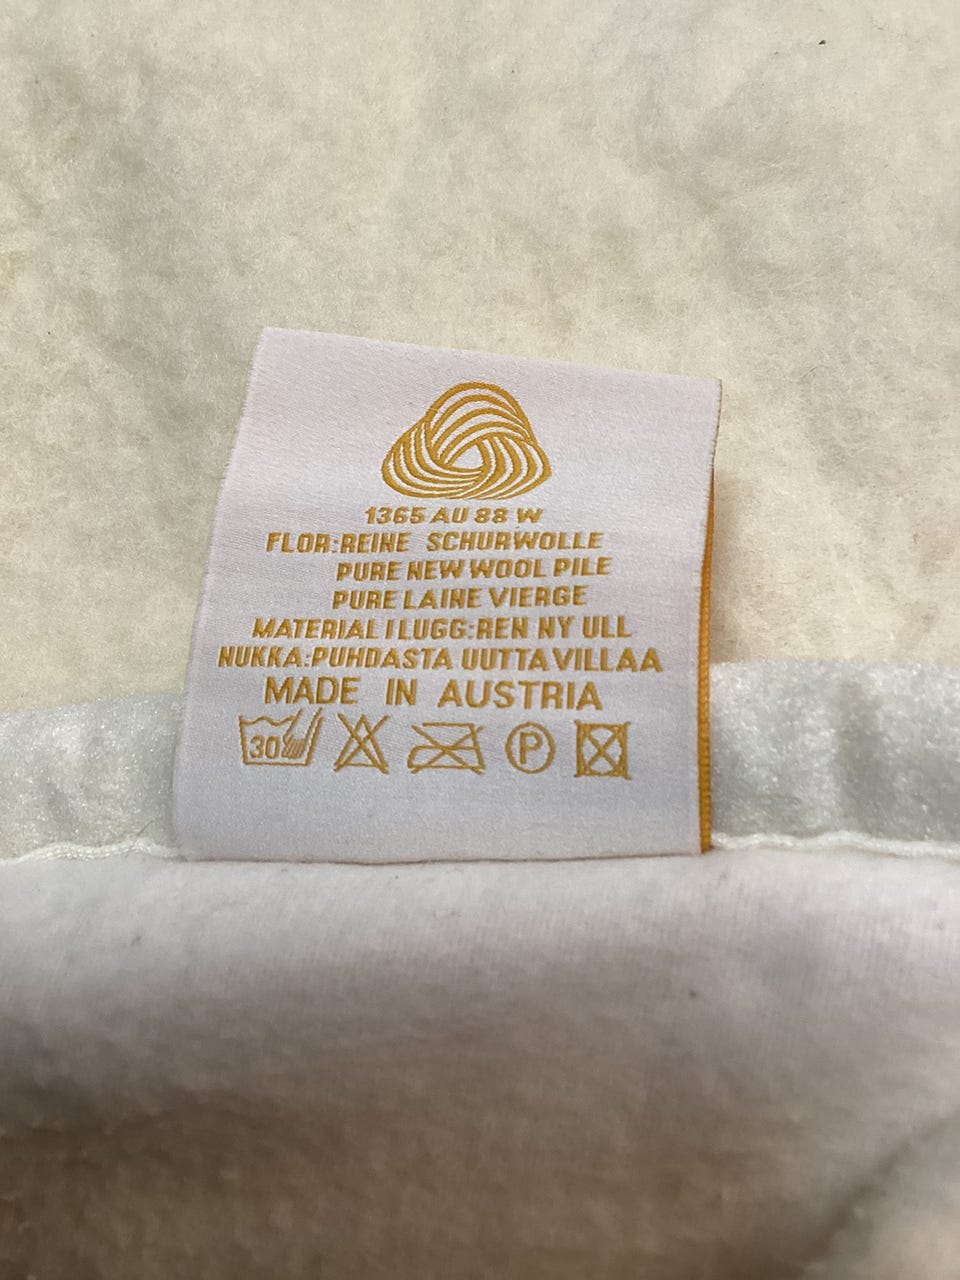 1365 AU 88 W
FLOR:REINE SCHURWOLLE
PURE NEW WOOL PILE
PURE LAINE VIERGE
MATERIAL I LUGG:REN NY ULL
NUKKA:PUHDASTA UUTTA VILLAA
MADE IN AUSTRIA
30 P